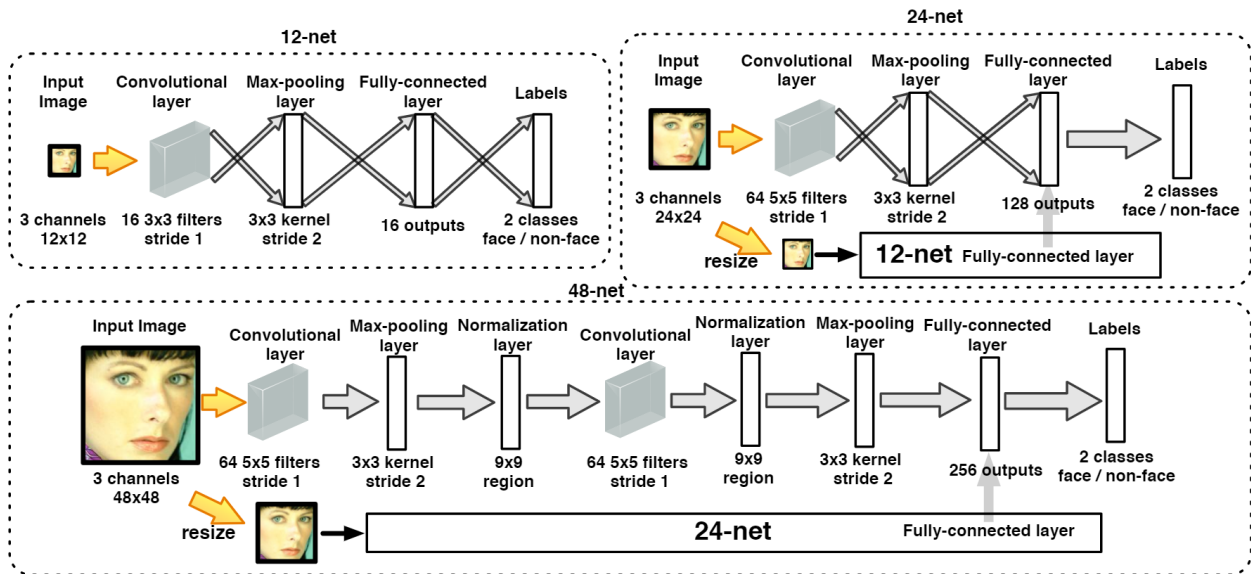 12-net
Input
Image
Convolutional
layer
Max-pooling
layer
Fully-connected
layer
Labels
3 channels
12x12
16 3x3 filters
stride 1
3x3 kernel
stride 2
16 outputs
2 classes
face / non-face
24-net
Input
Image
Convolutional
layer
Max-pooling
layer
Fully-connected
layer
Labels
3 channels
24x24
64 5x5 filters
stride 1
3x3 kernel
stride 2
128 outputs
2 classes
face / non-face
resize
12-net Fully-connected layer
48-net
Input Image
Convolutional
layer
Max-pooling
layer
Normalization
layer
Convolutional
layer
Normalization
layer
Max-pooling
layer
Fully-connected
layer
Labels
3 channels
48x48
64 5x5 filters
stride 1
3x3 kernel
stride 2
9x9
region
64 5x5 filters
stride 1
9x9
region
3x3 kernel
stride 2
256 outputs
2 classes
face / non-face
resize
24-net Fully-connected layer